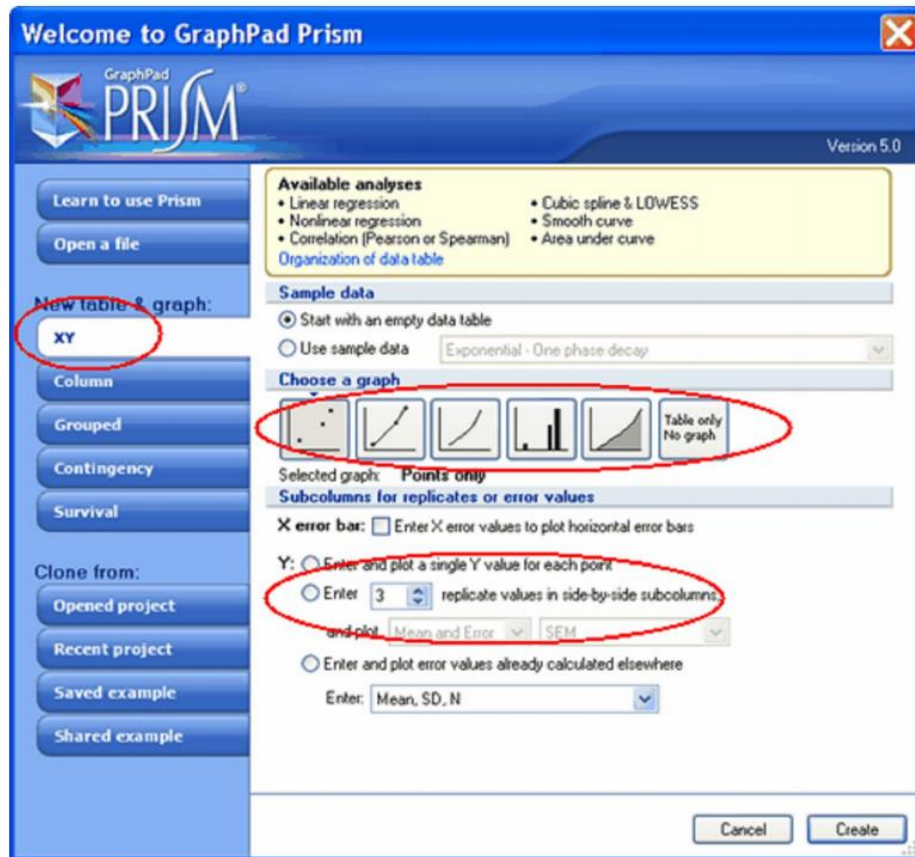 Welcome to GraphPad Prism
GraphPad
PRISM®
Version 5.0
Learn to use Prism
Open a file
New table & graph:
XY
Column
Grouped
Contingency
Survival
Clone from:
Opened project
Recent project
Saved example
Shared example
Available analyses
• Linear regression
• Nonlinear regression
• Correlation (Pearson or Spearman)
• Cubic spline & LOWESS
• Smooth curve
• Area under curve
Organization of data table
Sample data
Start with an empty data table
Use sample data Exponential - One phase decay
Choose a graph
Table only
No graph
Selected graph: Points only
Subcolumns for replicates or error values
X error bar: Enter X error values to plot horizontal error bars
Y: Enter and plot a single Y value for each point
Enter 3 replicate values in side-by-side subcolumns,
and plot Mean and Error SEM
Enter and plot error values already calculated elsewhere
Enter: Mean, SD, N
Cancel Create